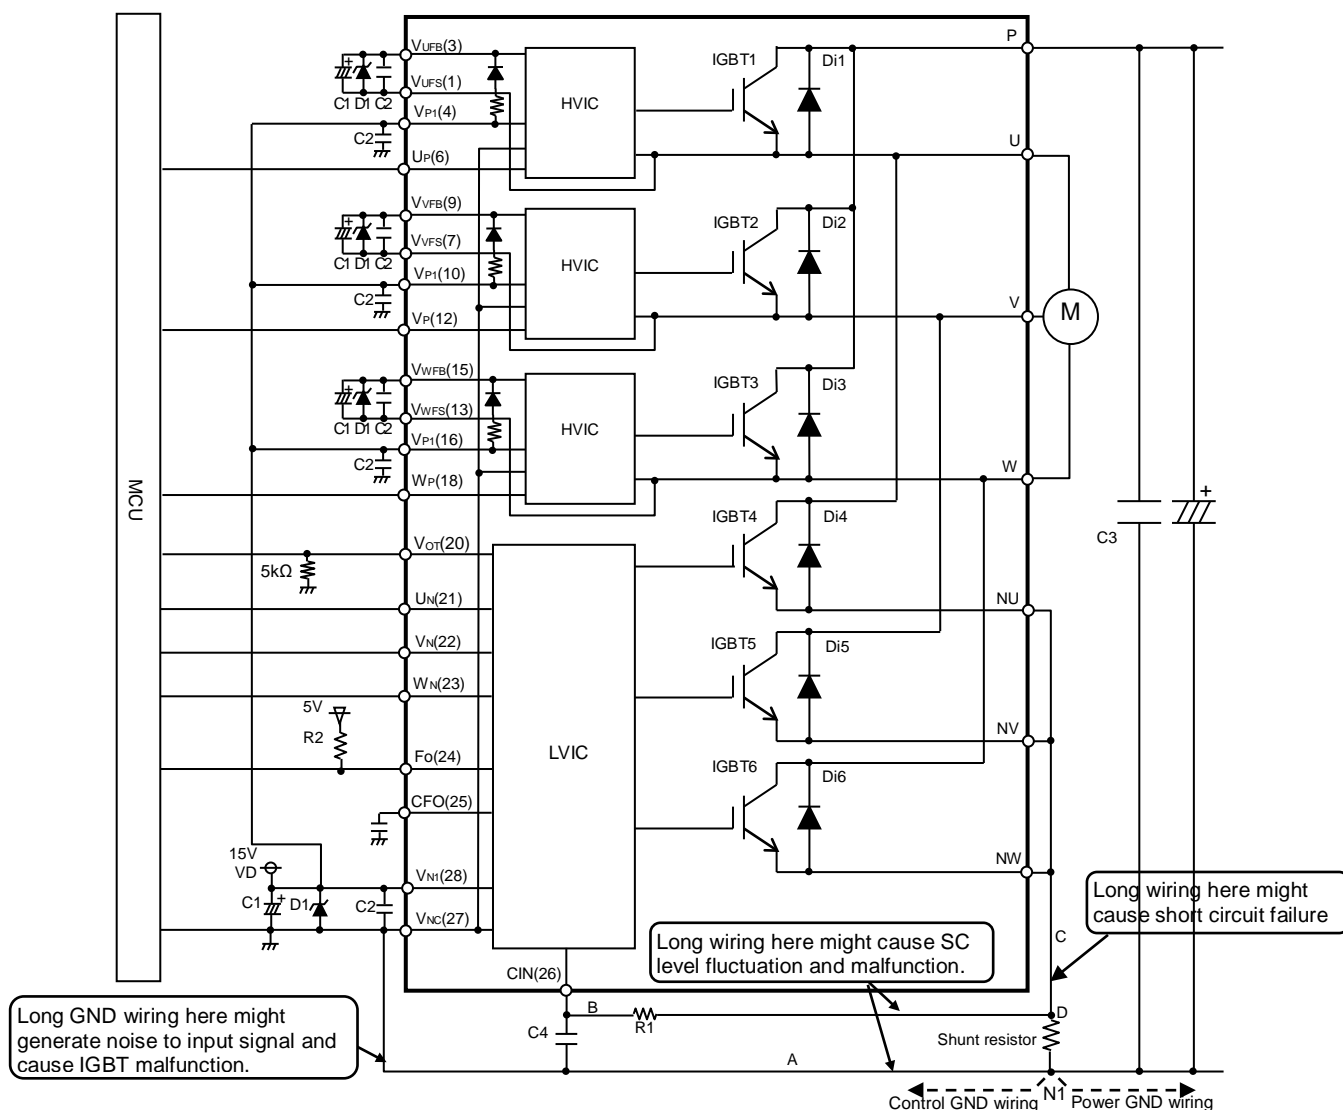 MCU
VUFB(3)
C1 D1 C2
VUFS(1)
VP1(4)
C2
UP(6)
HVIC
IGBT1
Di1
P
U
VVFB(9)
C1 D1 C2
VVFS(7)
VP1(10)
C2
VP(12)
HVIC
IGBT2
Di2
V
M
VWFB(15)
C1 D1 C2
VWFS(13)
VP1(16)
C2
WP(18)
HVIC
IGBT3
Di3
W
C3
+
VOT(20)
5kΩ
UN(21)
VN(22)
WN(23)
5V
R2
Fo(24)
CFO(25)
15V
VD
VN1(28)
C1
+
D1
C2
VNC(27)
LVIC
IGBT4
Di4
NU
IGBT5
Di5
NV
IGBT6
Di6
NW
CIN(26)
Long wiring here might
cause short circuit failure
Long wiring here might cause SC
level fluctuation and malfunction.
Long GND wiring here might
generate noise to input signal and
cause IGBT malfunction.
C
B
R1
D
C4
Shunt resistor
A
N1
Control GND wiring
Power GND wiring